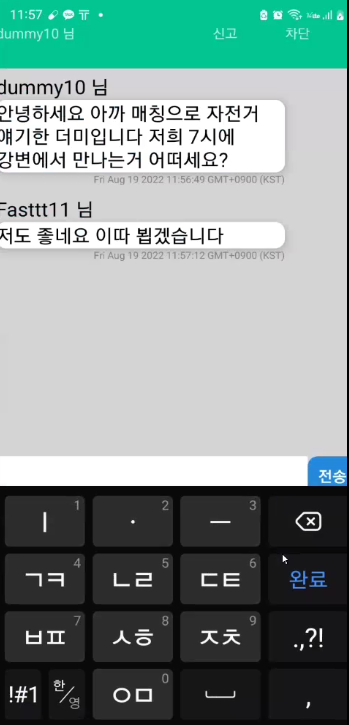 11:57
dummy10 님 신고 차단
dummy10 님
안녕하세요 아까 매칭으로 자전거
얘기한 더미입니다 저희 7시에
강변에서 만나는거 어떠세요?
Fri Aug 19 2022 11:56:49 GMT+0900 (KST)
Fasttt11 님
저도 좋네요 이따 뵙겠습니다
Fri Aug 19 2022 11:57:12 GMT+0900 (KST)
전송
ㅣ 1 · 2 ㅡ 3
ㄱㅋ 4 ㄴㄹ 5 ㄷㅌ 6 완료
ㅂㅍ 7 ㅅㅎ 8 ㅈㅊ 9 .,?!
!#1 한/영 ㅇㅁ 0 ,